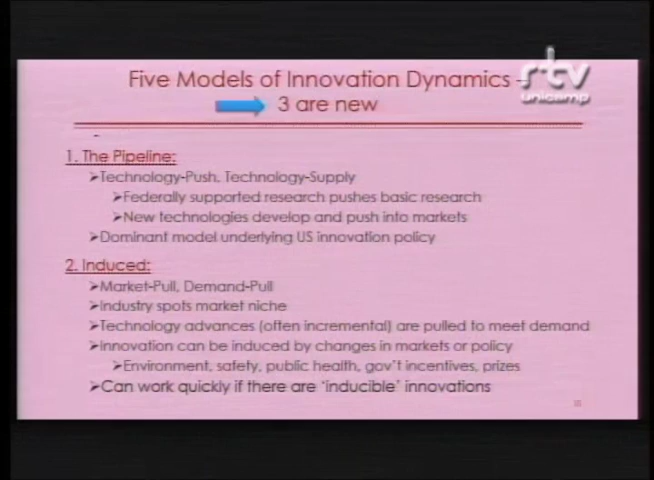 Five Models of Innovation Dynamics –
3 are new
rtv
unicamp
1. The Pipeline:
➢Technology-Push, Technology-Supply
➢Federally supported research pushes basic research
➢New technologies develop and push into markets
➢Dominant model underlying US innovation policy
2. Induced:
➢Market-Pull, Demand-Pull
➢Industry spots market niche
➢Technology advances (often incremental) are pulled to meet demand
➢Innovation can be induced by changes in markets or policy
➢Environment, safety, public health, gov't incentives, prizes
➢Can work quickly if there are 'inducible' innovations